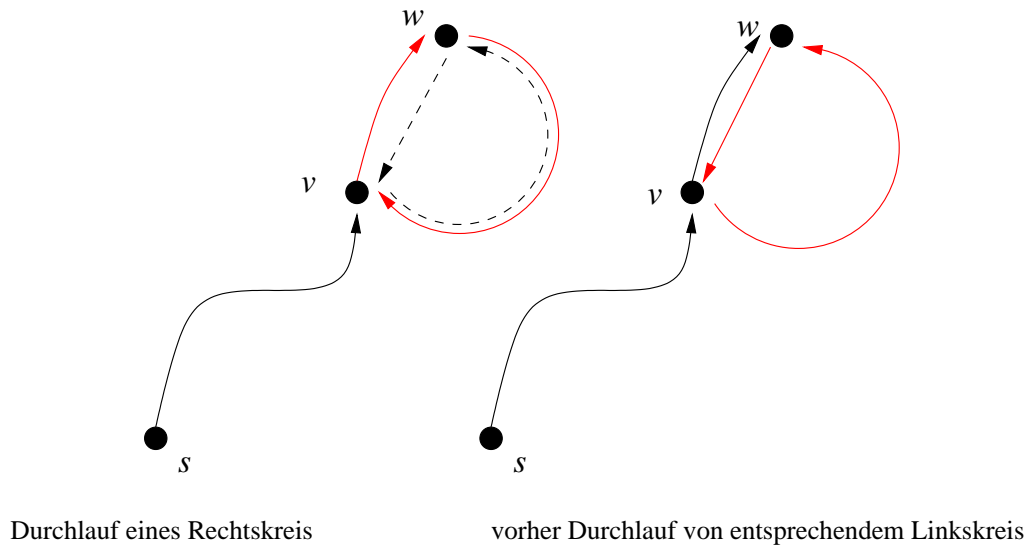 w
w
v
v
s
s
Durchlauf eines Rechtskreis
vorher Durchlauf von entsprechendem Linkskreis